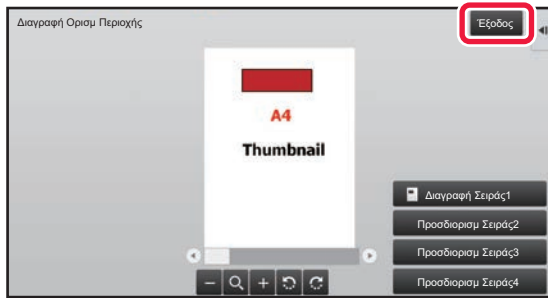 Διαγραφή Ορισμ Περιοχής
Έξοδος
A4
Thumbnail
Διαγραφή Σειράς1
Προσδιορισμ Σειράς2
Προσδιορισμ Σειράς3
Προσδιορισμ Σειράς4